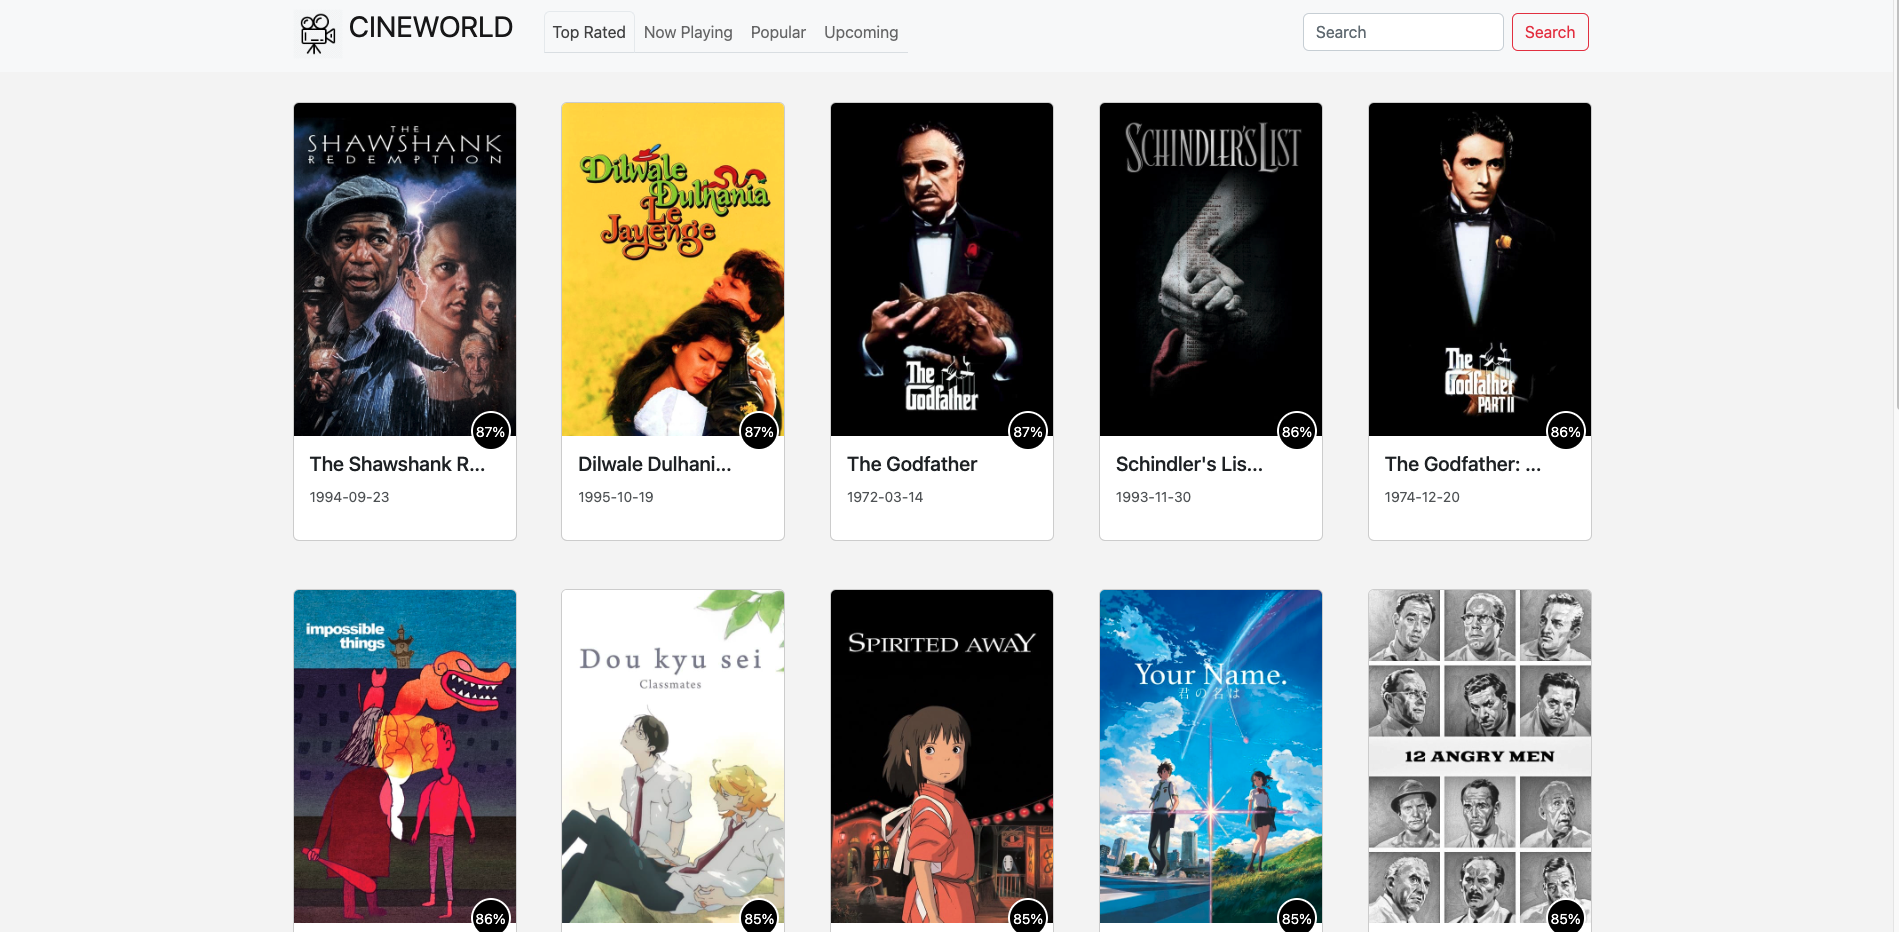 CINEWORLD
Top Rated
Now Playing
Popular
Upcoming
Search
Search
THE
SHAWSHANK
REDEMPTION
87%
The Shawshank R...
1994-09-23
Dilwale
Dulhania
Le
Jayenge
87%
Dilwale Dulhani...
1995-10-19
The
Godfather
87%
The Godfather
1972-03-14
SCHINDLER'S LIST
86%
Schindler's Lis...
1993-11-30
The
Godfather
PART II
86%
The Godfather: ...
1974-12-20
impossible
things
86%
Dou kyu sei
Classmates
85%
SPIRITED AWAY
85%
Your Name.
君の名は
85%
12 ANGRY MEN
85%